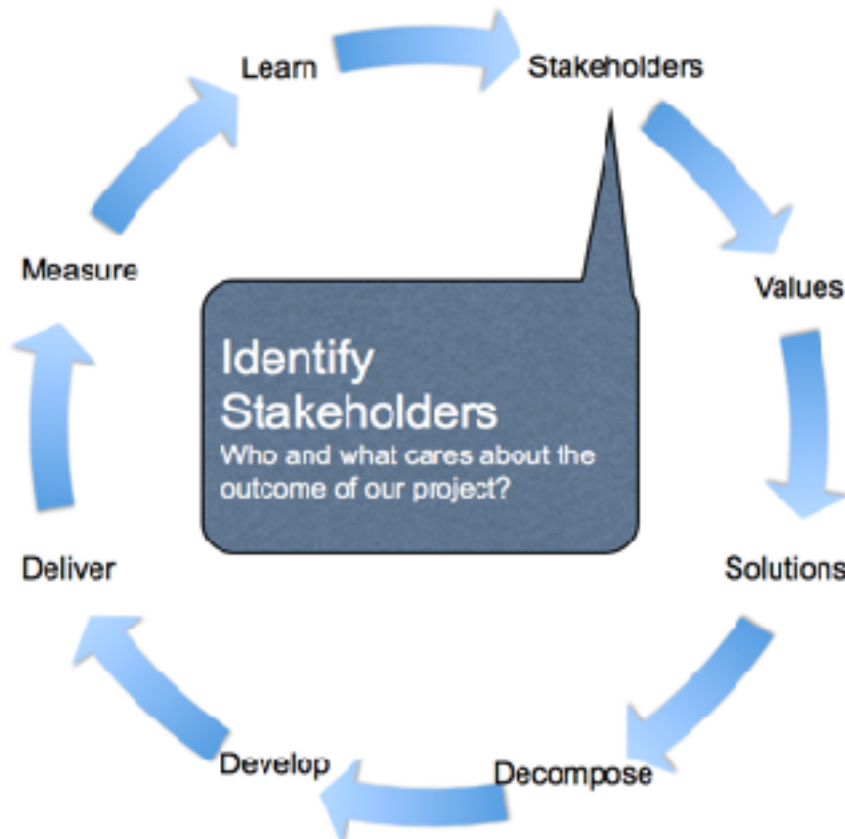 Learn
Stakeholders
Measure
Values
Identify
Stakeholders
Who and what cares about the
outcome of our project?
Deliver
Solutions
Develop
Decompose